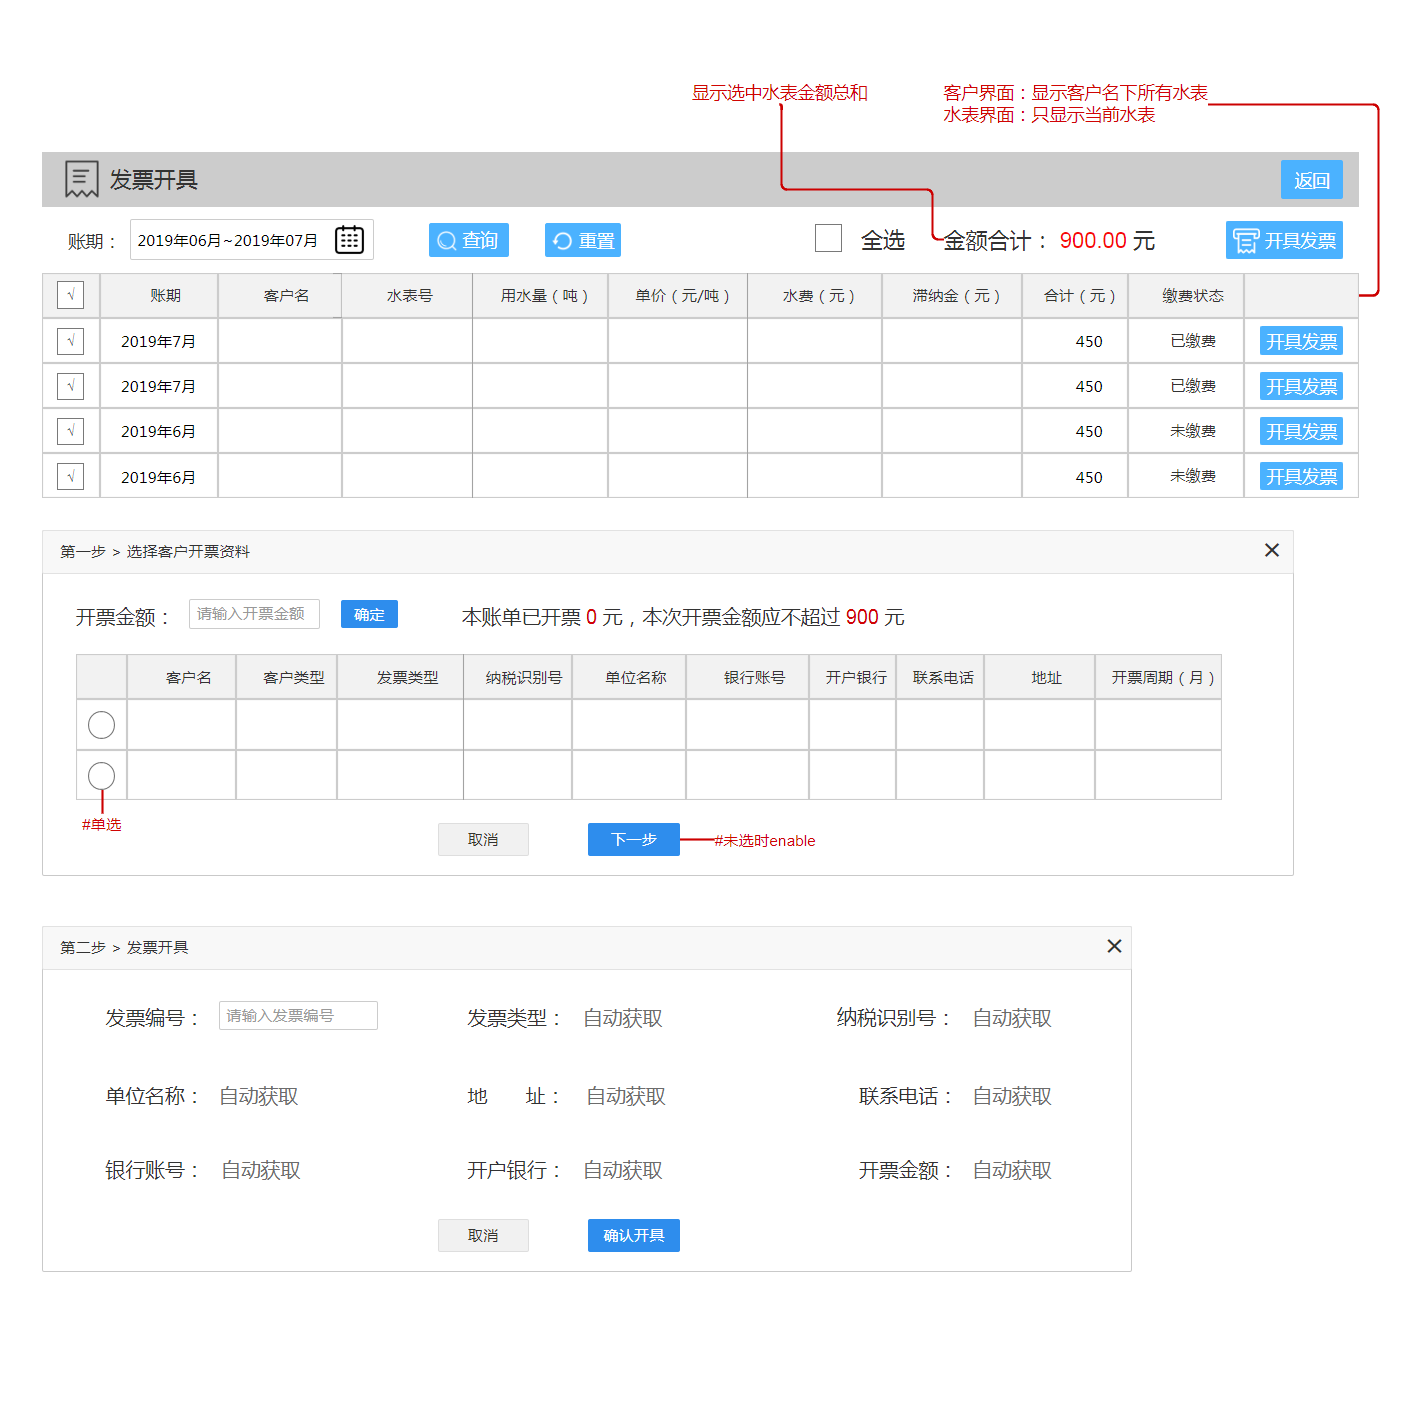 显示选中水表金额总和
客户界面：显示客户名下所有水表
水表界面：只显示当前水表
发票开具 返回
账期： 2019年06月~2019年07月 查询 重置 全选 金额合计： 900.00 元 开具发票
√ 账期 客户名 水表号 用水量（吨） 单价（元/吨） 水费（元） 滞纳金（元） 合计（元） 缴费状态
√ 2019年7月 450 已缴费 开具发票
√ 2019年7月 450 已缴费 开具发票
√ 2019年6月 450 未缴费 开具发票
√ 2019年6月 450 未缴费 开具发票
第一步 > 选择客户开票资料
开票金额： 请输入开票金额 确定 本账单已开票 0 元，本次开票金额应不超过 900 元
客户名 客户类型 发票类型 纳税识别号 单位名称 银行账号 开户银行 联系电话 地址 开票周期（月）
#单选
取消 下一步 #未选时enable
第二步 > 发票开具
发票编号： 请输入发票编号 发票类型： 自动获取 纳税识别号： 自动获取
单位名称： 自动获取 地 址： 自动获取 联系电话： 自动获取
银行账号： 自动获取 开户银行： 自动获取 开票金额： 自动获取
取消 确认开具